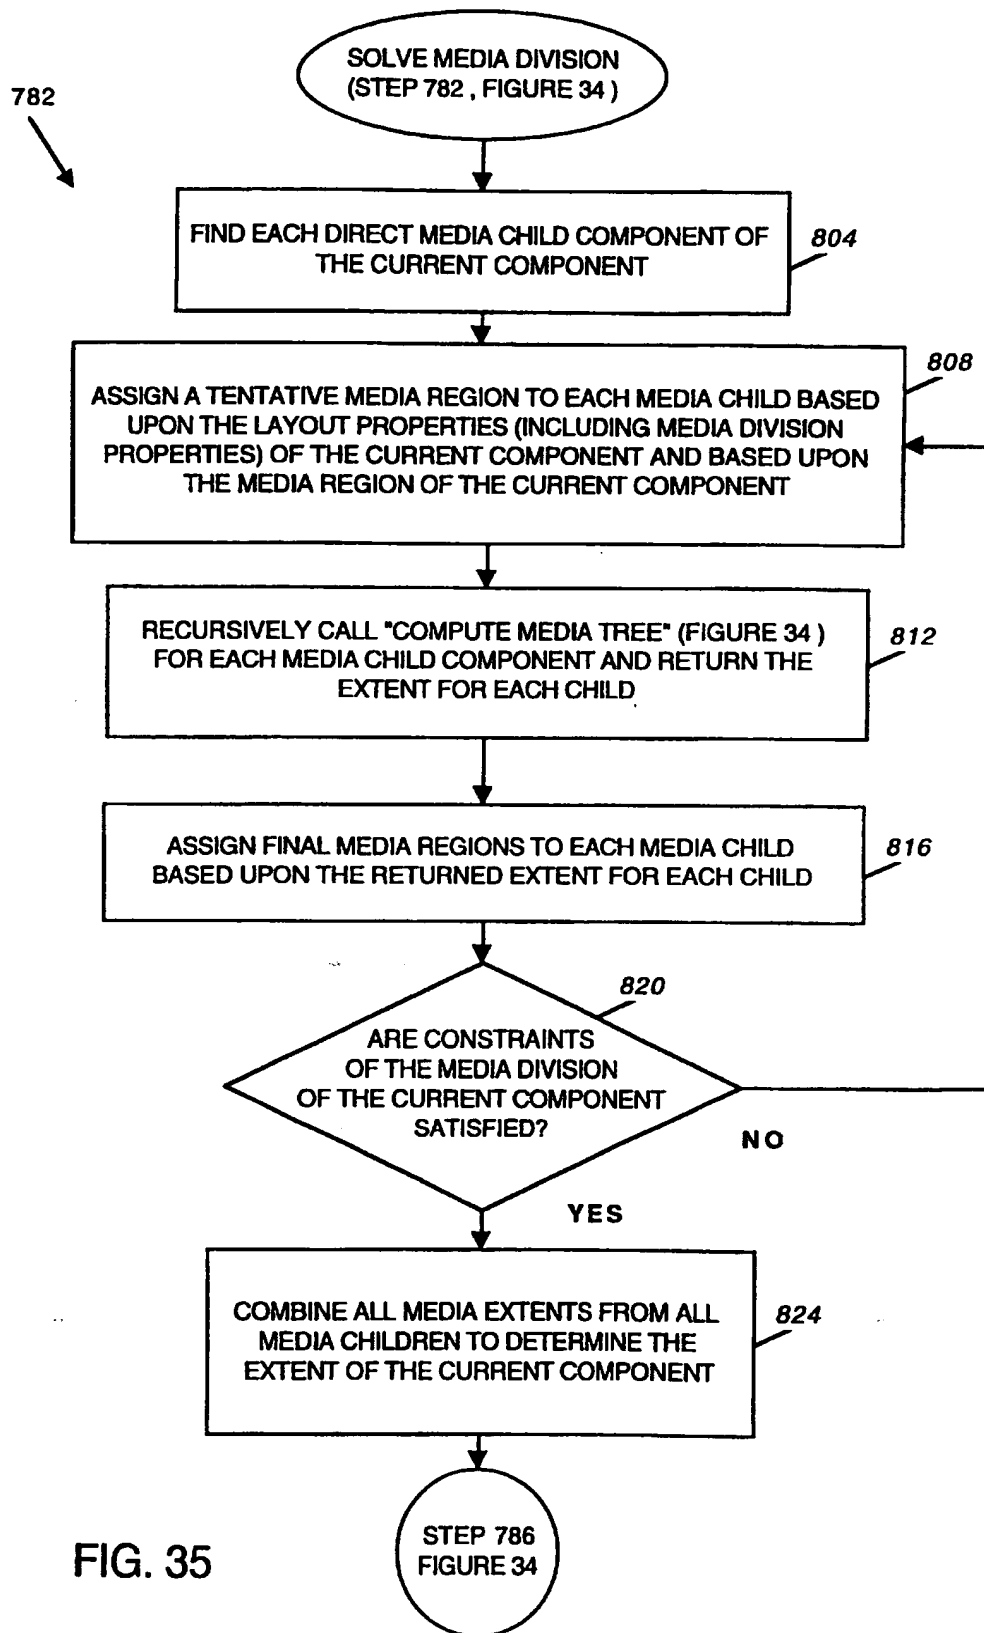 SOLVE MEDIA DIVISION
(STEP 782 , FIGURE 34 )
782
FIND EACH DIRECT MEDIA CHILD COMPONENT OF
THE CURRENT COMPONENT
804
808
ASSIGN A TENTATIVE MEDIA REGION TO EACH MEDIA CHILD BASED
UPON THE LAYOUT PROPERTIES (INCLUDING MEDIA DIVISION
PROPERTIES) OF THE CURRENT COMPONENT AND BASED UPON
THE MEDIA REGION OF THE CURRENT COMPONENT
RECURSIVELY CALL "COMPUTE MEDIA TREE" (FIGURE 34 )
FOR EACH MEDIA CHILD COMPONENT AND RETURN THE
EXTENT FOR EACH CHILD
812
ASSIGN FINAL MEDIA REGIONS TO EACH MEDIA CHILD
BASED UPON THE RETURNED EXTENT FOR EACH CHILD
816
820
ARE CONSTRAINTS
OF THE MEDIA DIVISION
OF THE CURRENT COMPONENT
SATISFIED?
NO
YES
COMBINE ALL MEDIA EXTENTS FROM ALL
MEDIA CHILDREN TO DETERMINE THE
EXTENT OF THE CURRENT COMPONENT
824
STEP 786
FIGURE 34
FIG. 35